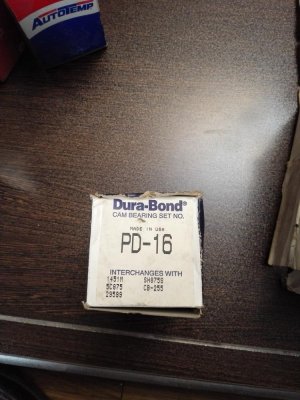 AUTOTEMP
Dura-Bond®
CAM BEARING SET NO.
MADE IN USA
PD-16
INTERCHANGES WITH
1451M SH875S
SC875 CB-255
29599